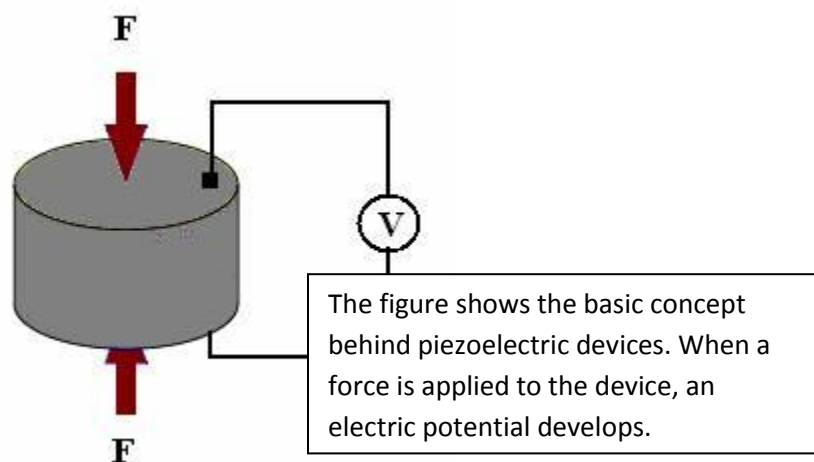 F
V
The figure shows the basic concept
behind piezoelectric devices. When a
force is applied to the device, an
electric potential develops.
F